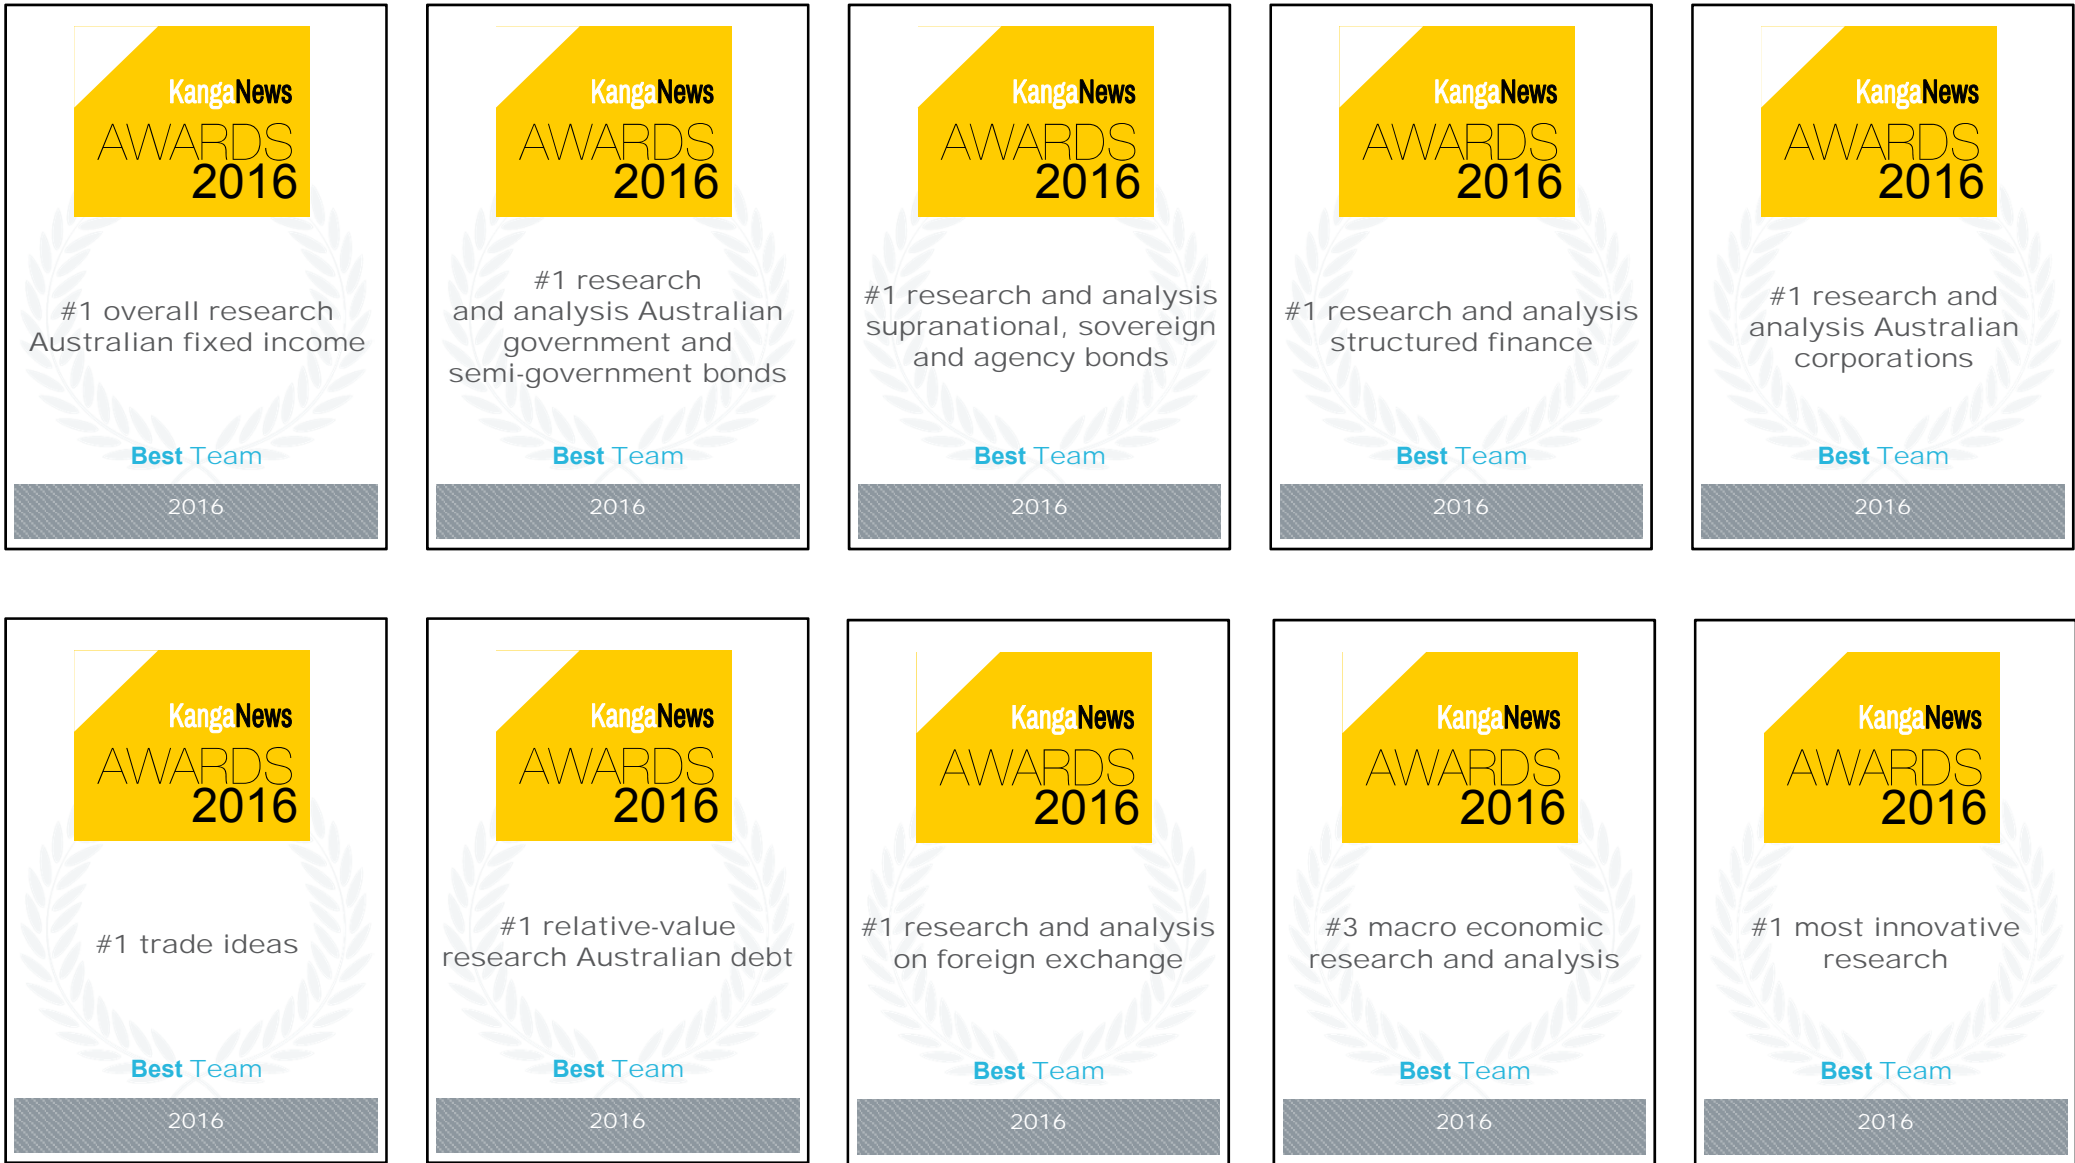 KangaNews
AWARDS
2016
#1 overall research
Australian fixed income
Best Team
2016
KangaNews
AWARDS
2016
#1 research
and analysis Australian
government and
semi-government bonds
Best Team
2016
KangaNews
AWARDS
2016
#1 research and analysis
supranational, sovereign
and agency bonds
Best Team
2016
KangaNews
AWARDS
2016
#1 research and analysis
structured finance
Best Team
2016
KangaNews
AWARDS
2016
#1 research and
analysis Australian
corporations
Best Team
2016
KangaNews
AWARDS
2016
#1 trade ideas
Best Team
2016
KangaNews
AWARDS
2016
#1 relative-value
research Australian debt
Best Team
2016
KangaNews
AWARDS
2016
#1 research and analysis
on foreign exchange
Best Team
2016
KangaNews
AWARDS
2016
#3 macro economic
research and analysis
Best Team
2016
KangaNews
AWARDS
2016
#1 most innovative
research
Best Team
2016